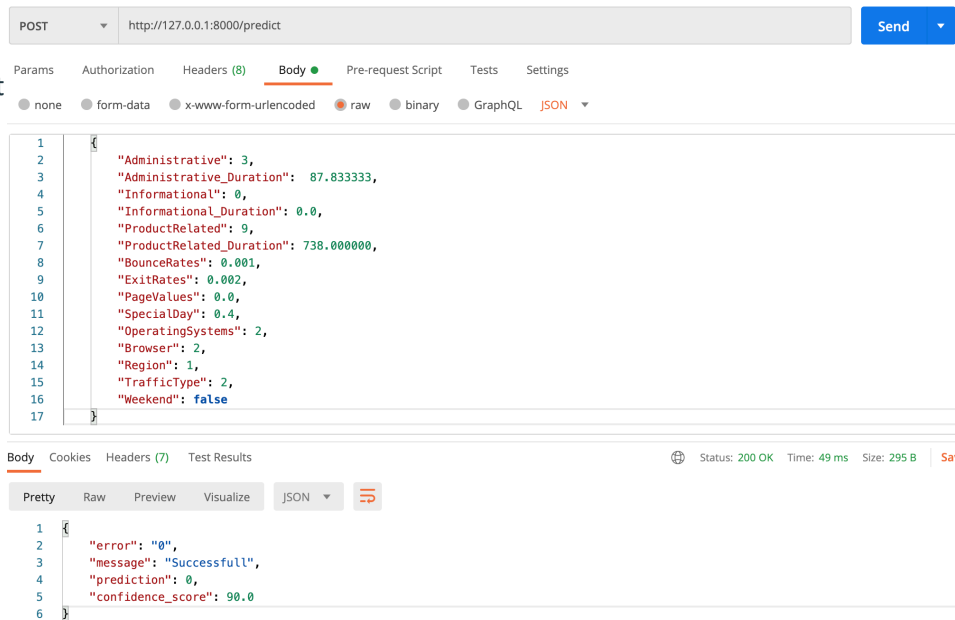 POST http://127.0.0.1:8000/predict Send
Params Authorization Headers (8) Body Pre-request Script Tests Settings
none form-data x-www-form-urlencoded raw binary GraphQL JSON
1 {
2 "Administrative": 3,
3 "Administrative_Duration":  87.833333,
4 "Informational": 0,
5 "Informational_Duration": 0.0,
6 "ProductRelated": 9,
7 "ProductRelated_Duration": 738.000000,
8 "BounceRates": 0.001,
9 "ExitRates": 0.002,
10 "PageValues": 0.0,
11 "SpecialDay": 0.4,
12 "OperatingSystems": 2,
13 "Browser": 2,
14 "Region": 1,
15 "TrafficType": 2,
16 "Weekend": false
17 }
Body Cookies Headers (7) Test Results Status: 200 OK Time: 49 ms Size: 295 B
Pretty Raw Preview Visualize JSON
1 {
2 "error": "0",
3 "message": "Successfull",
4 "prediction": 0,
5 "confidence_score": 90.0
6 }